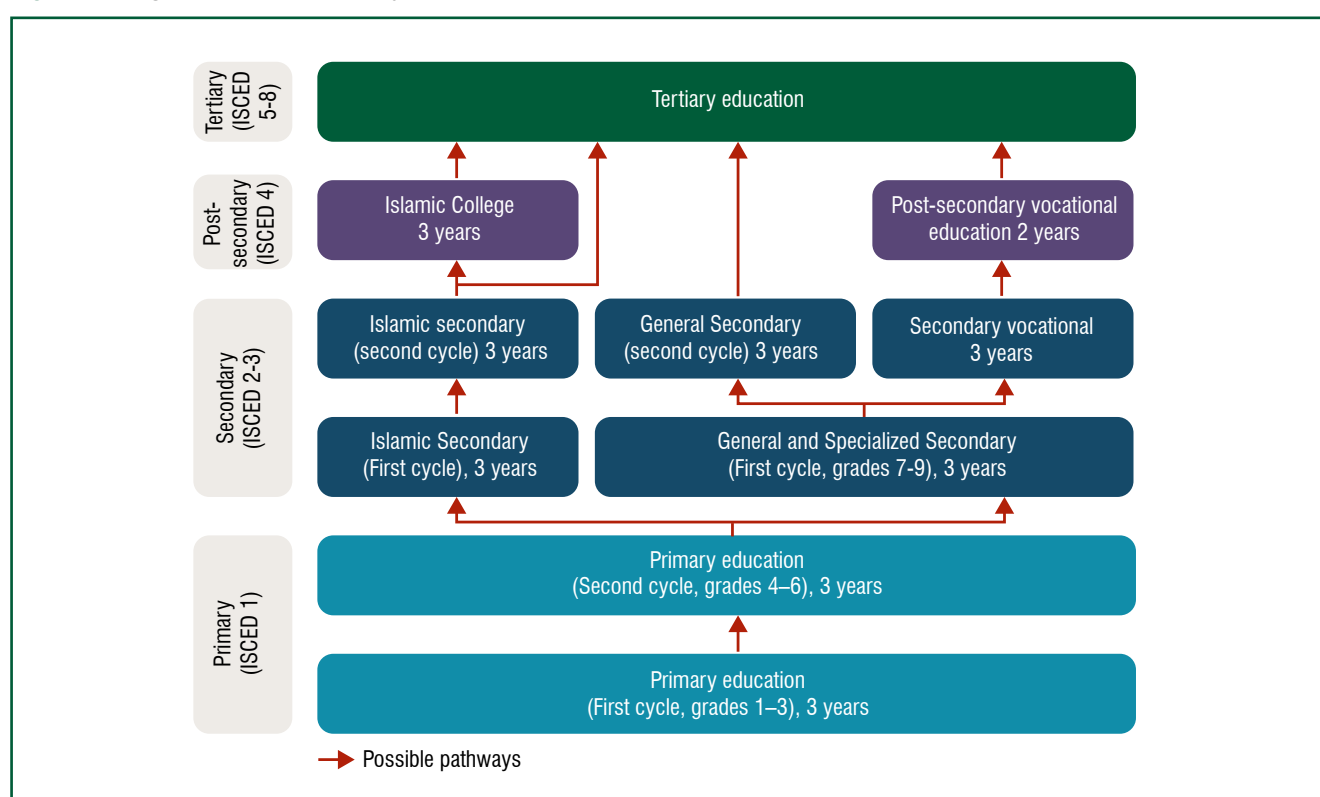 Tertiary
(ISCED
5-8)
Tertiary education
Post-
secondary
(ISCED 4)
Islamic College
3 years
Post-secondary vocational
education 2 years
Secondary
(ISCED 2-3)
Islamic secondary
(second cycle) 3 years
General Secondary
(second cycle) 3 years
Secondary vocational
3 years
Islamic Secondary
(First cycle), 3 years
General and Specialized Secondary
(First cycle, grades 7-9), 3 years
Primary
(ISCED 1)
Primary education
(Second cycle, grades 4–6), 3 years
Primary education
(First cycle, grades 1–3), 3 years
Possible pathways